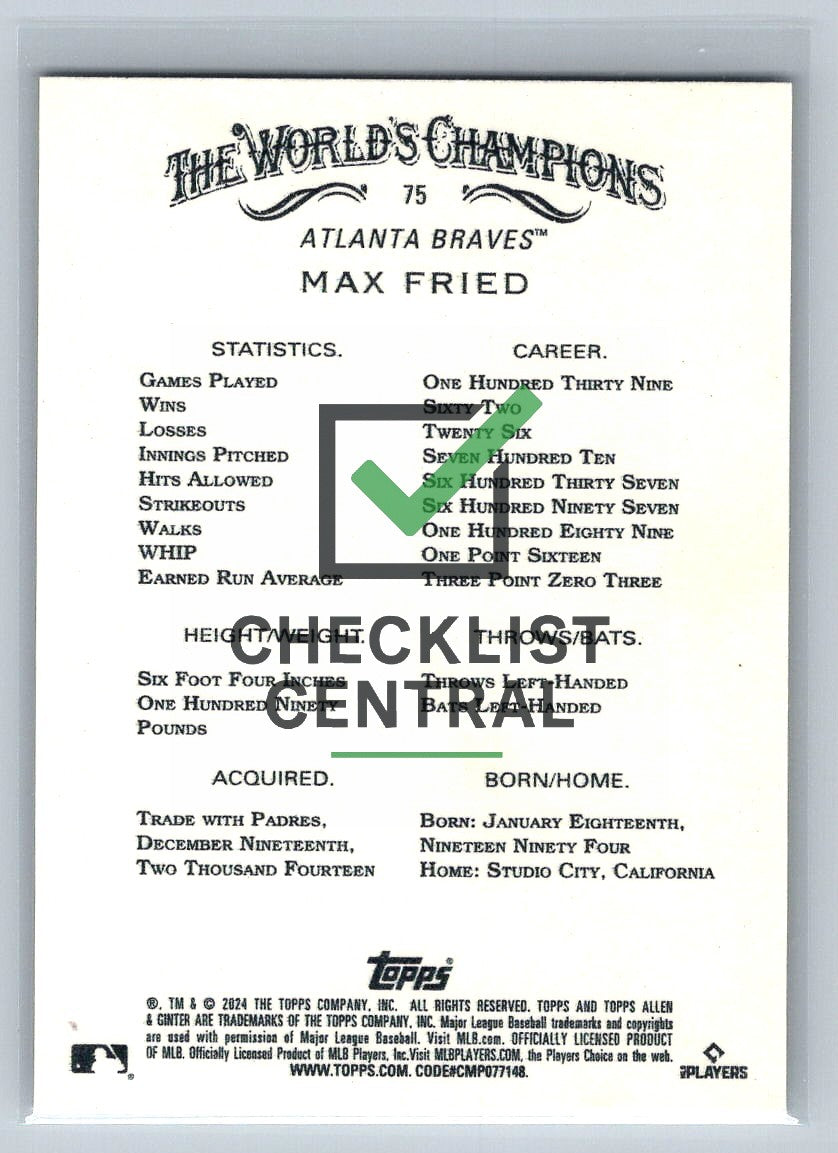 THE WORLD'S CHAMPIONS
75
ATLANTA BRAVES™
MAX FRIED
STATISTICS. CAREER.
GAMES PLAYED ONE HUNDRED THIRTY NINE
WINS SIXTY TWO
LOSSES TWENTY SIX
INNINGS PITCHED SEVEN HUNDRED TEN
HITS ALLOWED SIX HUNDRED THIRTY SEVEN
STRIKEOUTS SIX HUNDRED NINETY SEVEN
WALKS ONE HUNDRED EIGHTY NINE
WHIP ONE POINT SIXTEEN
EARNED RUN AVERAGE THREE POINT ZERO THREE
CHECKLIST
CENTRAL
HEIGHT/WEIGHT. THROWS/BATS.
SIX FOOT FOUR INCHES THROWS LEFT-HANDED
ONE HUNDRED NINETY BATS LEFT-HANDED
POUNDS
ACQUIRED. BORN/HOME.
TRADE WITH PADRES, BORN: JANUARY EIGHTEENTH,
DECEMBER NINETEENTH, NINETEEN NINETY FOUR
TWO THOUSAND FOURTEEN HOME: STUDIO CITY, CALIFORNIA
topps®
®, TM & © 2024 THE TOPPS COMPANY, INC. ALL RIGHTS RESERVED. TOPPS AND TOPPS ALLEN
& GINTER ARE TRADEMARKS OF THE TOPPS COMPANY, INC. Major League Baseball trademarks and copyrights
are used with permission of Major League Baseball. Visit MLB.com. OFFICIALLY LICENSED PRODUCT
OF MLB. Officially Licensed Product of MLB Players, Inc.Visit MLBPLAYERS.COM, the Players Choice on the web.
WWW.TOPPS.COM. CODE#CMP077148.
PLAYERS